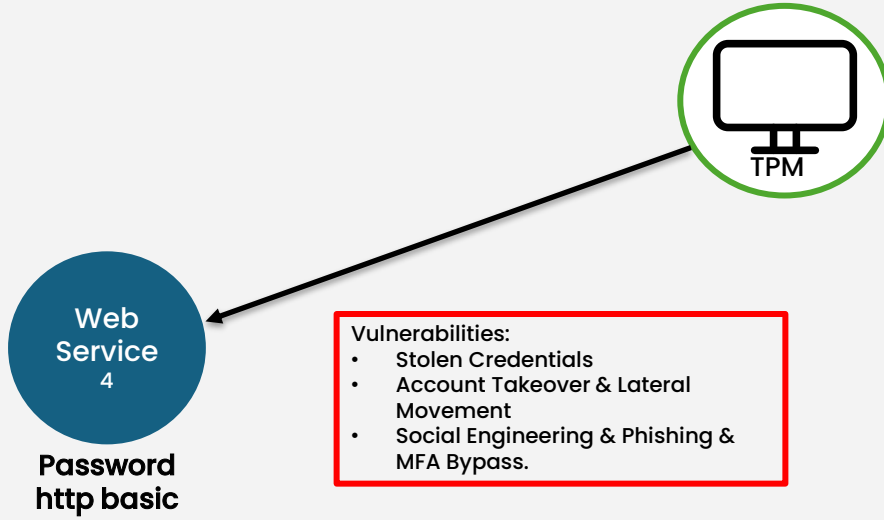 TPM
Web
Service
4
Password
http basic
Vulnerabilities:
• Stolen Credentials
• Account Takeover & Lateral
Movement
• Social Engineering & Phishing &
MFA Bypass.